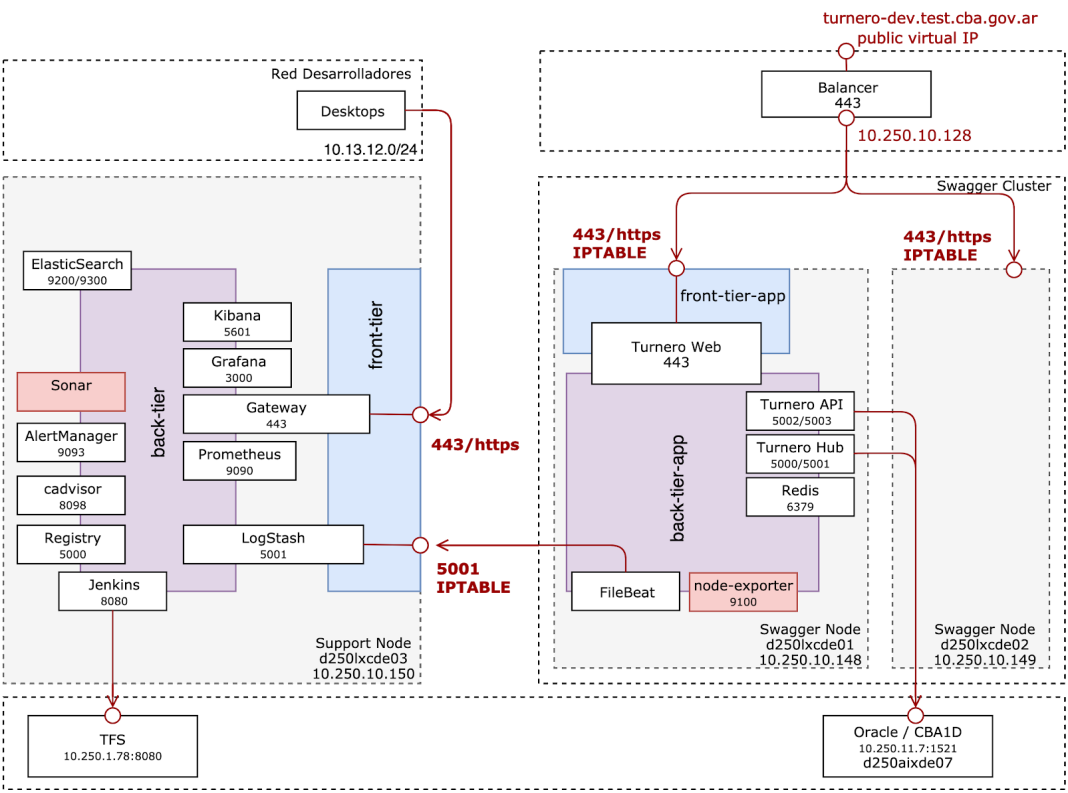 turnero-dev.test.cba.gov.ar
public virtual IP
Red Desarrolladores
Desktops
10.13.12.0/24
Balancer
443
10.250.10.128
Swagger Cluster
443/https
IPTABLE
443/https
IPTABLE
ElasticSearch
9200/9300
Kibana
5601
Grafana
3000
Sonar
Gateway
443
AlertManager
9093
Prometheus
9090
cadvisor
8098
Registry
5000
LogStash
5001
Jenkins
8080
back-tier
front-tier
443/https
5001
IPTABLE
Support Node
d250lxcde03
10.250.10.150
front-tier-app
Turnero Web
443
back-tier-app
Turnero API
5002/5003
Turnero Hub
5000/5001
Redis
6379
FileBeat
node-exporter
9100
Swagger Node
d250lxcde01
10.250.10.148
Swagger Node
d250lxcde02
10.250.10.149
TFS
10.250.1.78:8080
Oracle / CBA1D
10.250.11.7:1521
d250aixde07